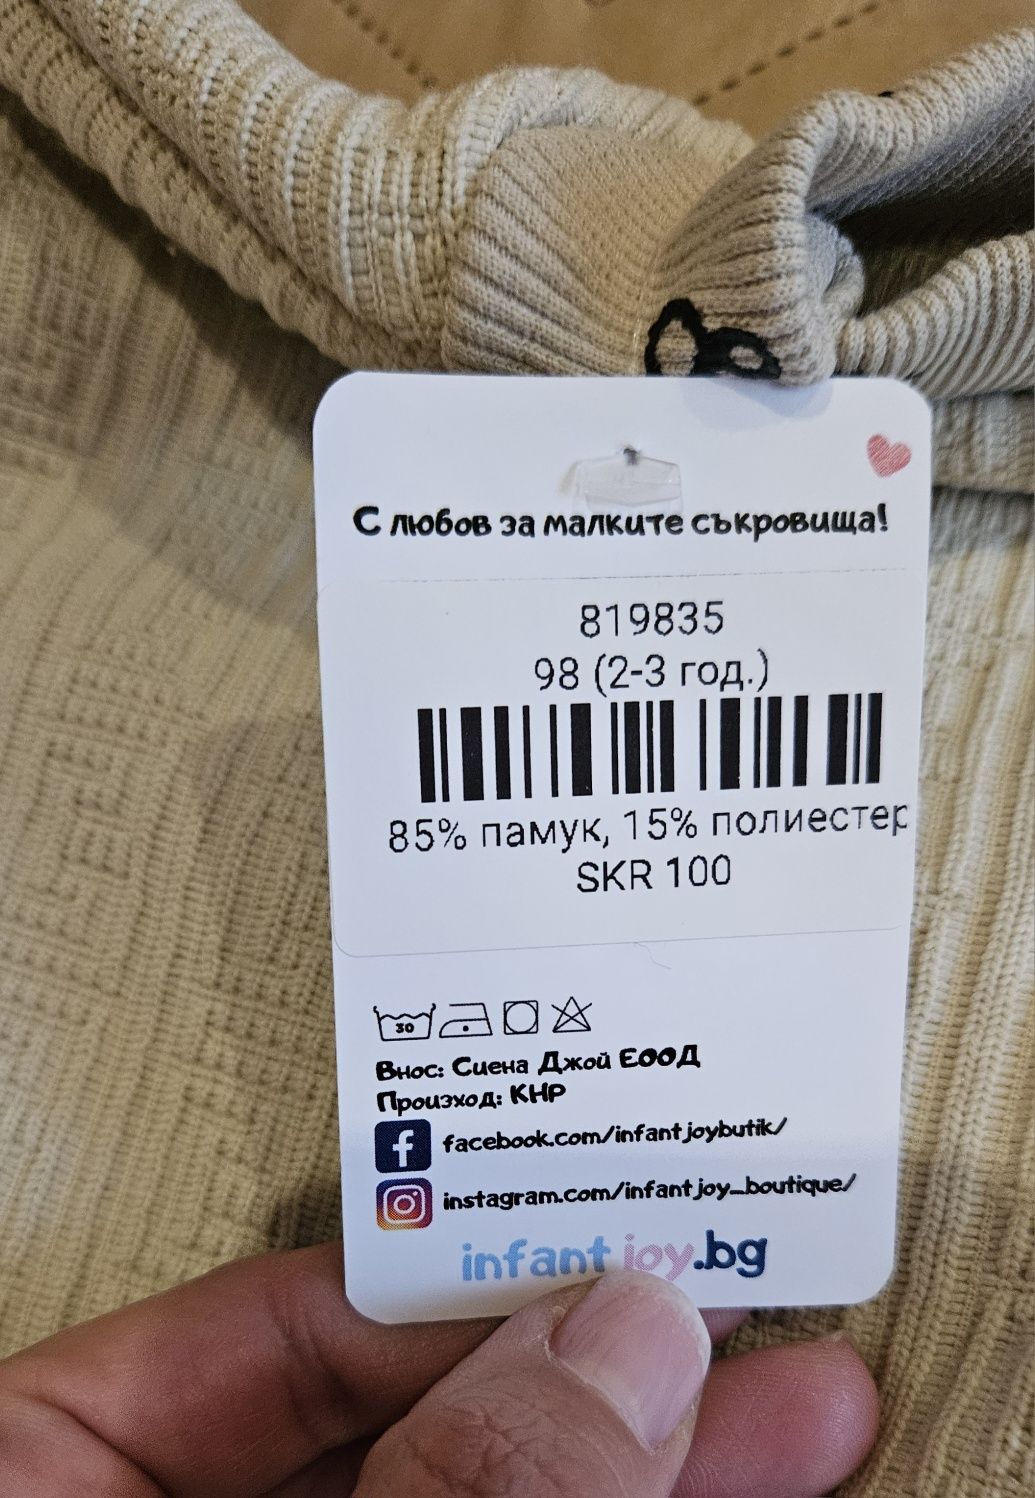 С любов за малките съкровища!
819835
98 (2-3 год.)
85% памук, 15% полиестер
SKR 100
30
Внос: Сиена Джой ЕООД
Произход: КНР
facebook.com/infantjoybutik/
instagram.com/infantjoy_boutique/
infantjoy.bg